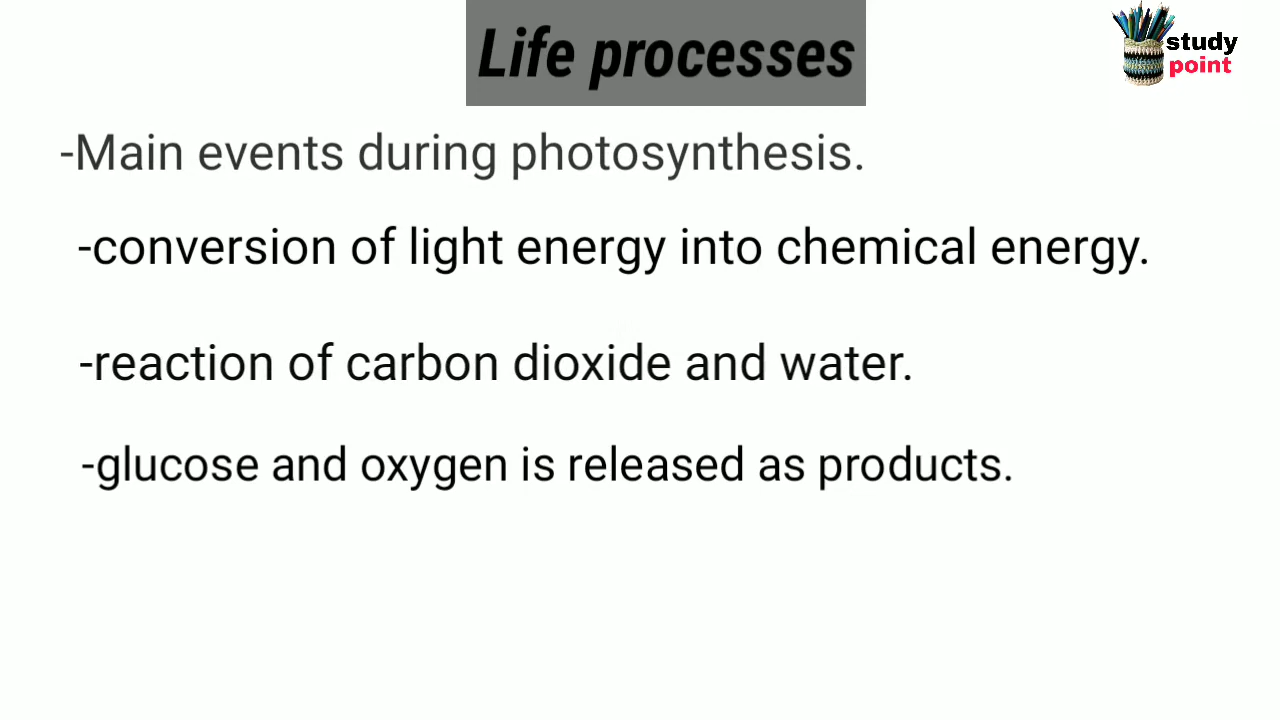 Life processes
study
point
-Main events during photosynthesis.
-conversion of light energy into chemical energy.
-reaction of carbon dioxide and water.
-glucose and oxygen is released as products.